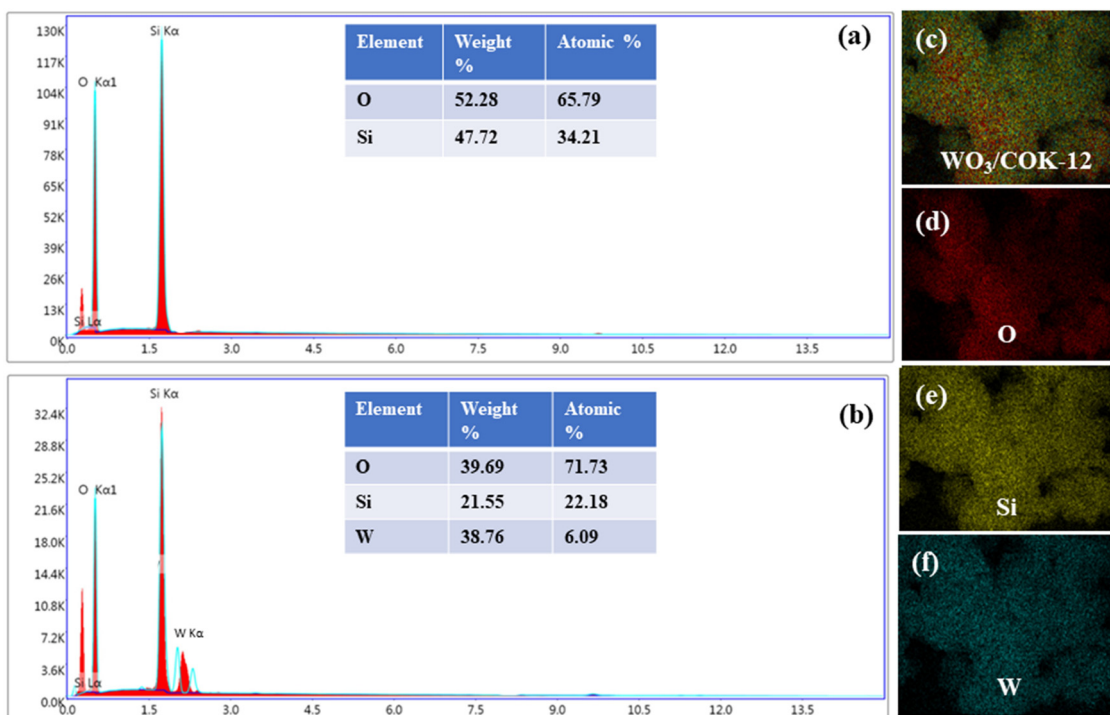 (a)
130K
117K
104K
91K
78K
65K
52K
39K
26K
13K
0K
Si Kα
O Kα1
Si Lα
0.0 1.5 3.0 4.5 6.0 7.5 9.0 10.5 12.0 13.5
Element Weight % Atomic %
O 52.28 65.79
Si 47.72 34.21
(b)
32.4K
28.8K
25.2K
21.6K
18.0K
14.4K
10.8K
7.2K
3.6K
0.0K
Si Kα
O Kα1
W Kα
Si Lα
0.0 1.5 3.0 4.5 6.0 7.5 9.0 10.5 12.0 13.5
Element Weight % Atomic %
O 39.69 71.73
Si 21.55 22.18
W 38.76 6.09
(c)
WO₃/COK-12
(d)
O
(e)
Si
(f)
W